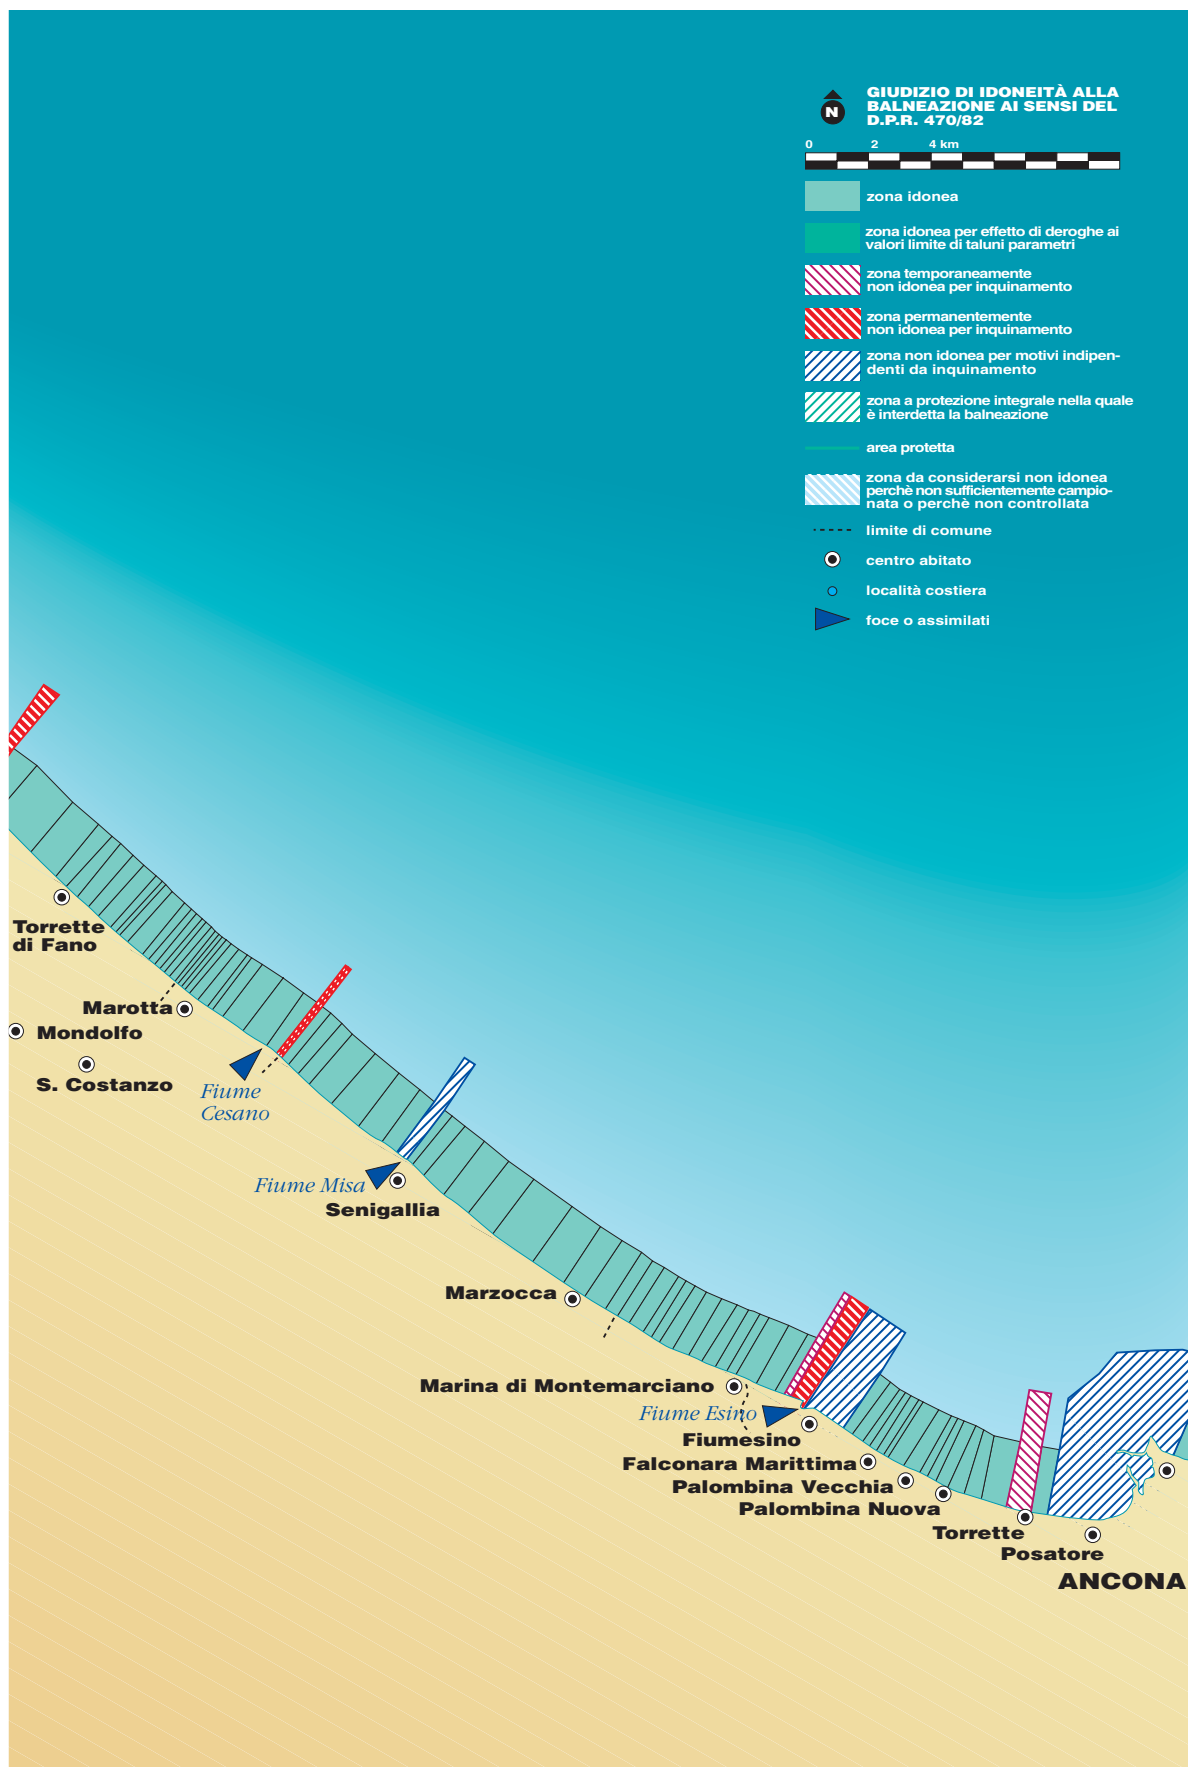 N
GIUDIZIO DI IDONEITÀ ALLA
BALNEAZIONE AI SENSI DEL
D.P.R. 470/82
0 2 4 km
zona idonea
zona idonea per effetto di deroghe ai
valori limite di taluni parametri
zona temporaneamente
non idonea per inquinamento
zona permanentemente
non idonea per inquinamento
zona non idonea per motivi indipen-
denti da inquinamento
zona a protezione integrale nella quale
è interdetta la balneazione
area protetta
zona da considerarsi non idonea
perchè non sufficientemente campio-
nata o perchè non controllata
limite di comune
centro abitato
località costiera
foce o assimilati
Torrette
di Fano
Marotta
Mondolfo
S. Costanzo
Fiume
Cesano
Fiume Misa
Senigallia
Marzocca
Marina di Montemarciano
Fiume Esino
Fiumesino
Falconara Marittima
Palombina Vecchia
Palombina Nuova
Torrette
Posatore
ANCONA